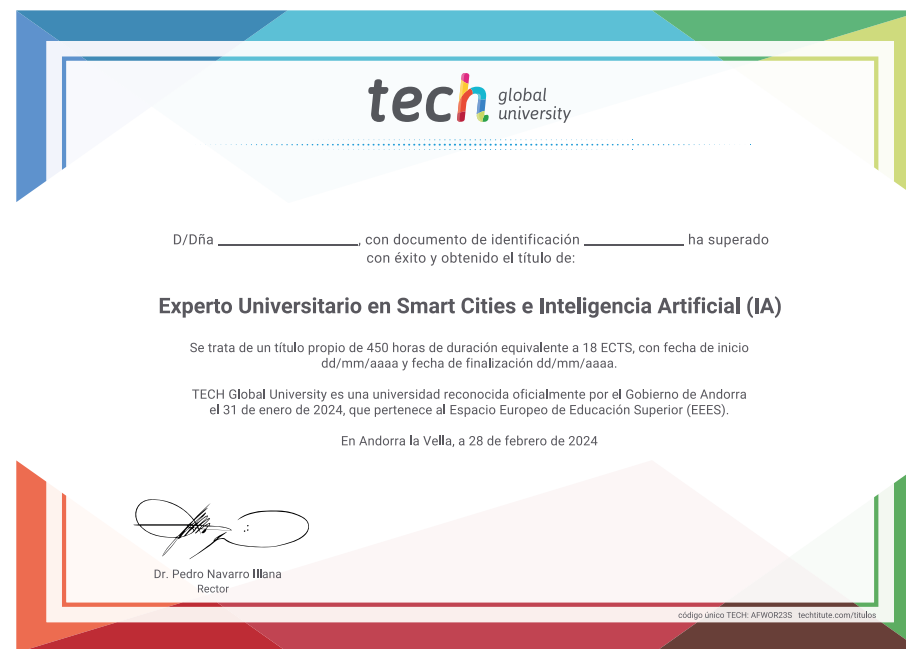 tech global university
D/Dña ____________________, con documento de identificación ______________ ha superado
con éxito y obtenido el título de:
Experto Universitario en Smart Cities e Inteligencia Artificial (IA)
Se trata de un título propio de 450 horas de duración equivalente a 18 ECTS, con fecha de inicio
dd/mm/aaaa y fecha de finalización dd/mm/aaaa.
TECH Global University es una universidad reconocida oficialmente por el Gobierno de Andorra
el 31 de enero de 2024, que pertenece al Espacio Europeo de Educación Superior (EEES).
En Andorra la Vella, a 28 de febrero de 2024
Dr. Pedro Navarro Illana
Rector
código único TECH: AFWOR23S techtitute.com/titulos